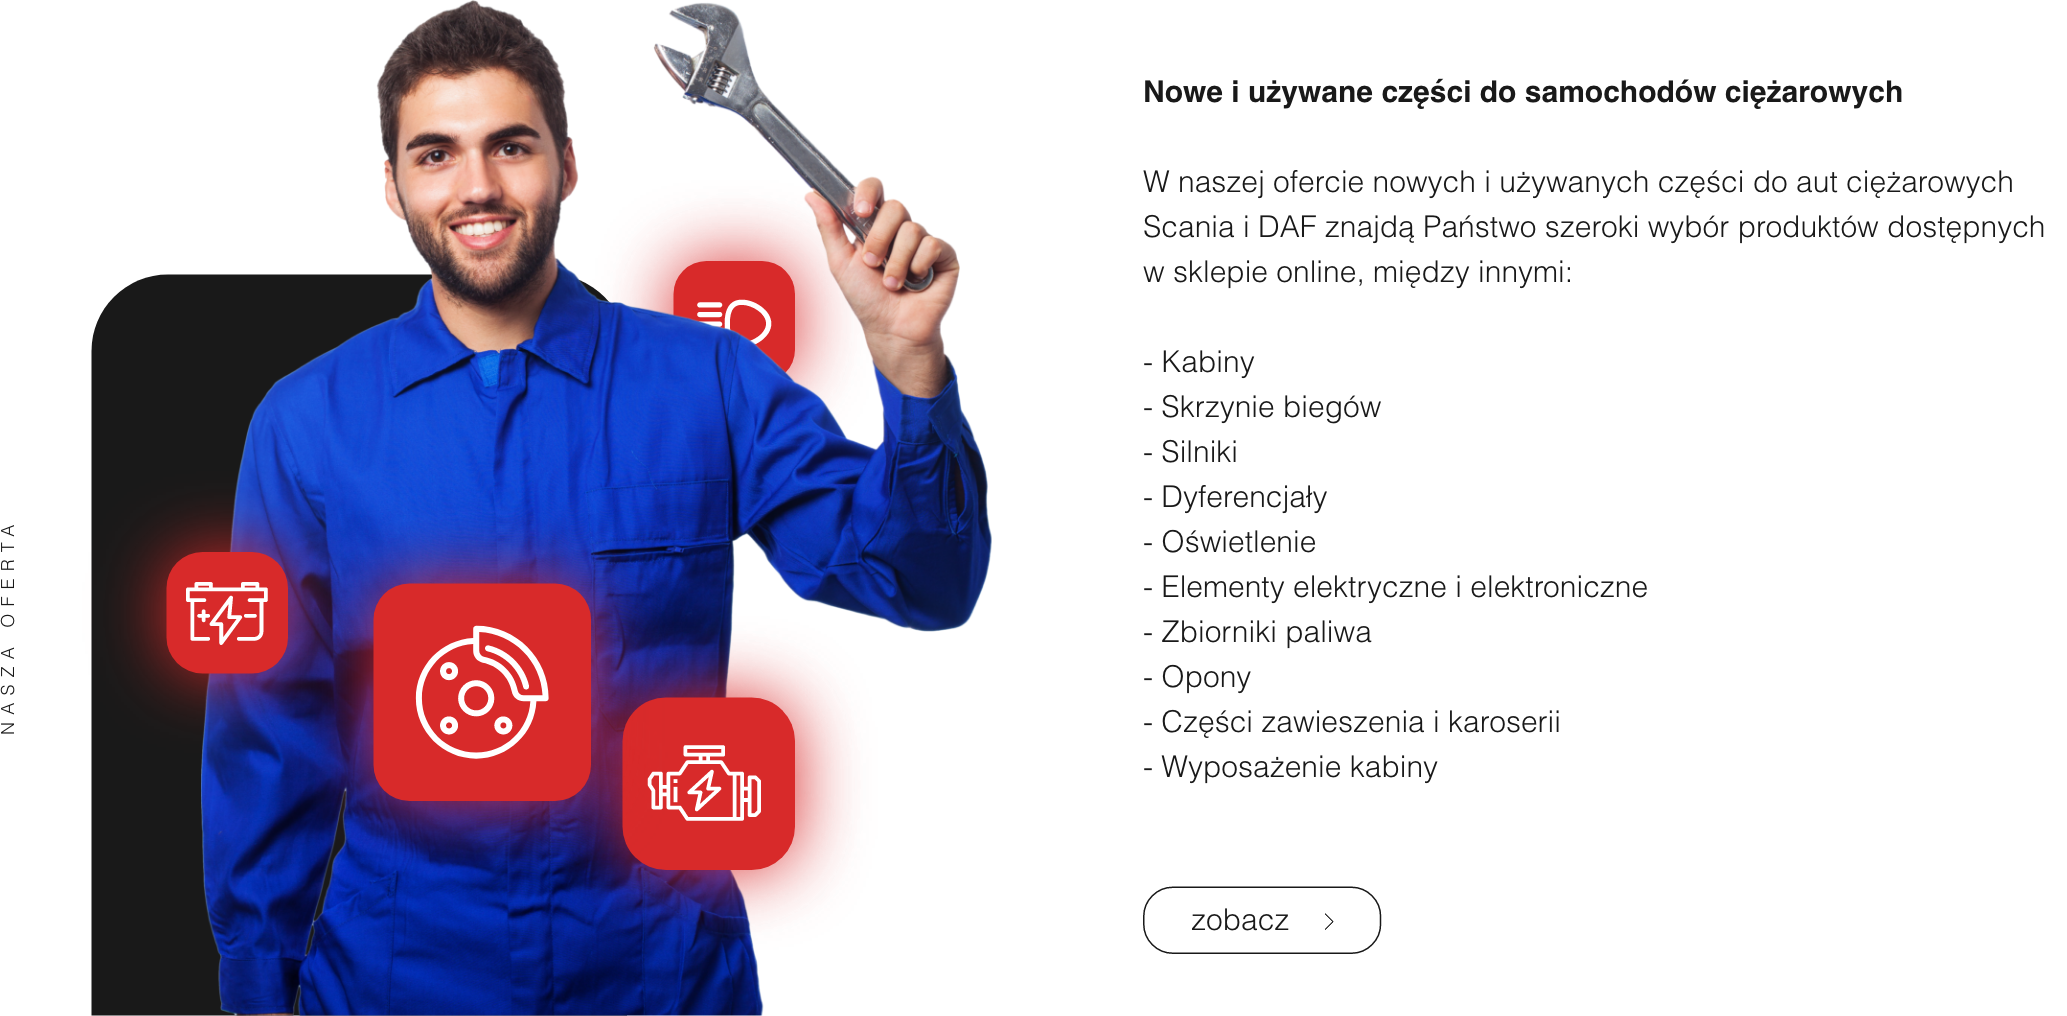 NASZA OFERTA
Nowe i używane części do samochodów ciężarowych
W naszej ofercie nowych i używanych części do aut ciężarowych
Scania i DAF znajdą Państwo szeroki wybór produktów dostępnych
w sklepie online, między innymi:
- Kabiny
- Skrzynie biegów
- Silniki
- Dyferencjały
- Oświetlenie
- Elementy elektryczne i elektroniczne
- Zbiorniki paliwa
- Opony
- Części zawieszenia i karoserii
- Wyposażenie kabiny
zobacz